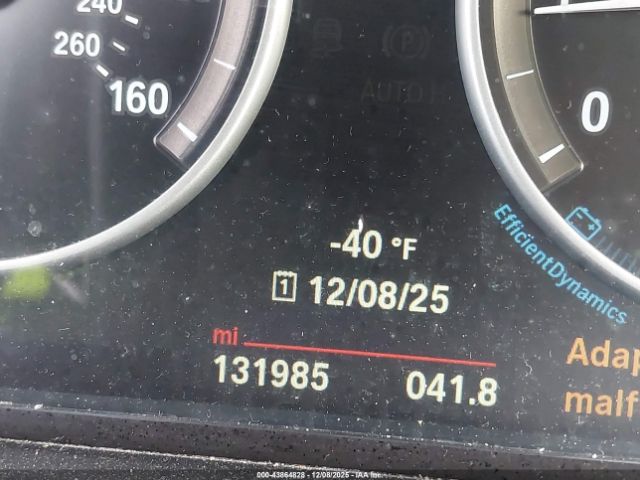 240
260
160
AUTO H
0
-40 °F
EfficientDynamics
1 12/08/25
mi
131985 041.8
Adap
malf
000-43864828 - 12/08/2025 - IAA Inc.